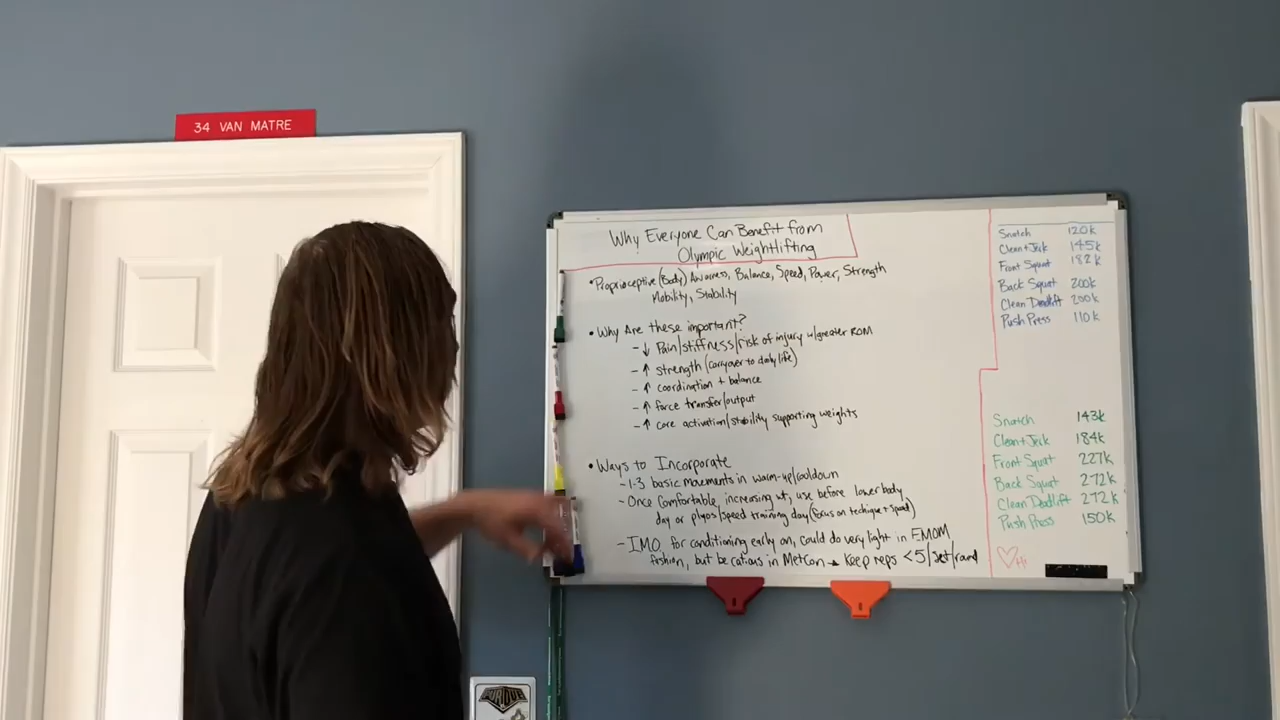 34 VAN MATRE
Why Everyone Can Benefit from
Olympic Weightlifting
• Proprioceptive (Body) Awarness, Balance, Speed, Power, Strength
Mobility, Stability
• Why Are these important?
- ↓ Pain/stiffness/risk of injury w/greater ROM
- ↑ strength (carryover to daily life)
- ↑ coordination + balance
- ↑ force transfer/output
- ↑ core activation/stability supporting weights
• Ways to Incorporate
- 1-3 basic movements in warm-up/cooldown
- Once comfortable increasing wt, use before lower body
day or plyos/speed training day (focus on techique + speed)
- IMO for conditioning early on, could do very light in EMOM
fashion, but be catious in MetCon → Keep reps <5/set/round
Snatch 120k
Clean+Jerk 145k
Front Squat 182k
Back Squat 200k
Clean Deadlift 200k
Push Press 110k
Snatch 143k
Clean+Jerk 184k
Front Squat 227k
Back Squat 272k
Clean Deadlift 272k
Push Press 150k
PURDUE